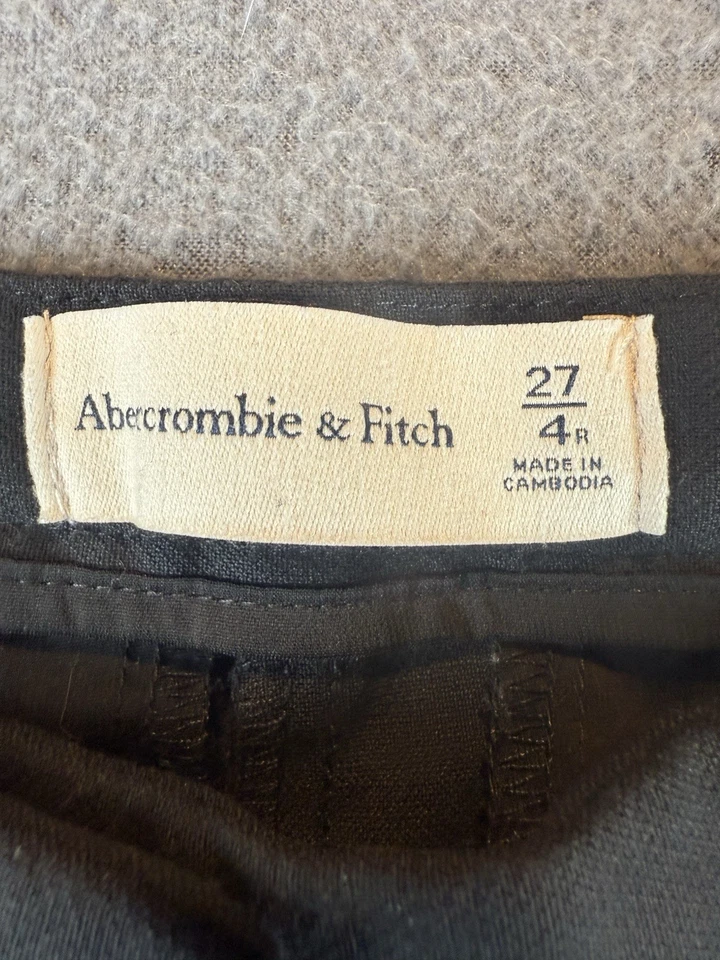 Abercrombie & Fitch
27
4R
MADE IN
CAMBODIA